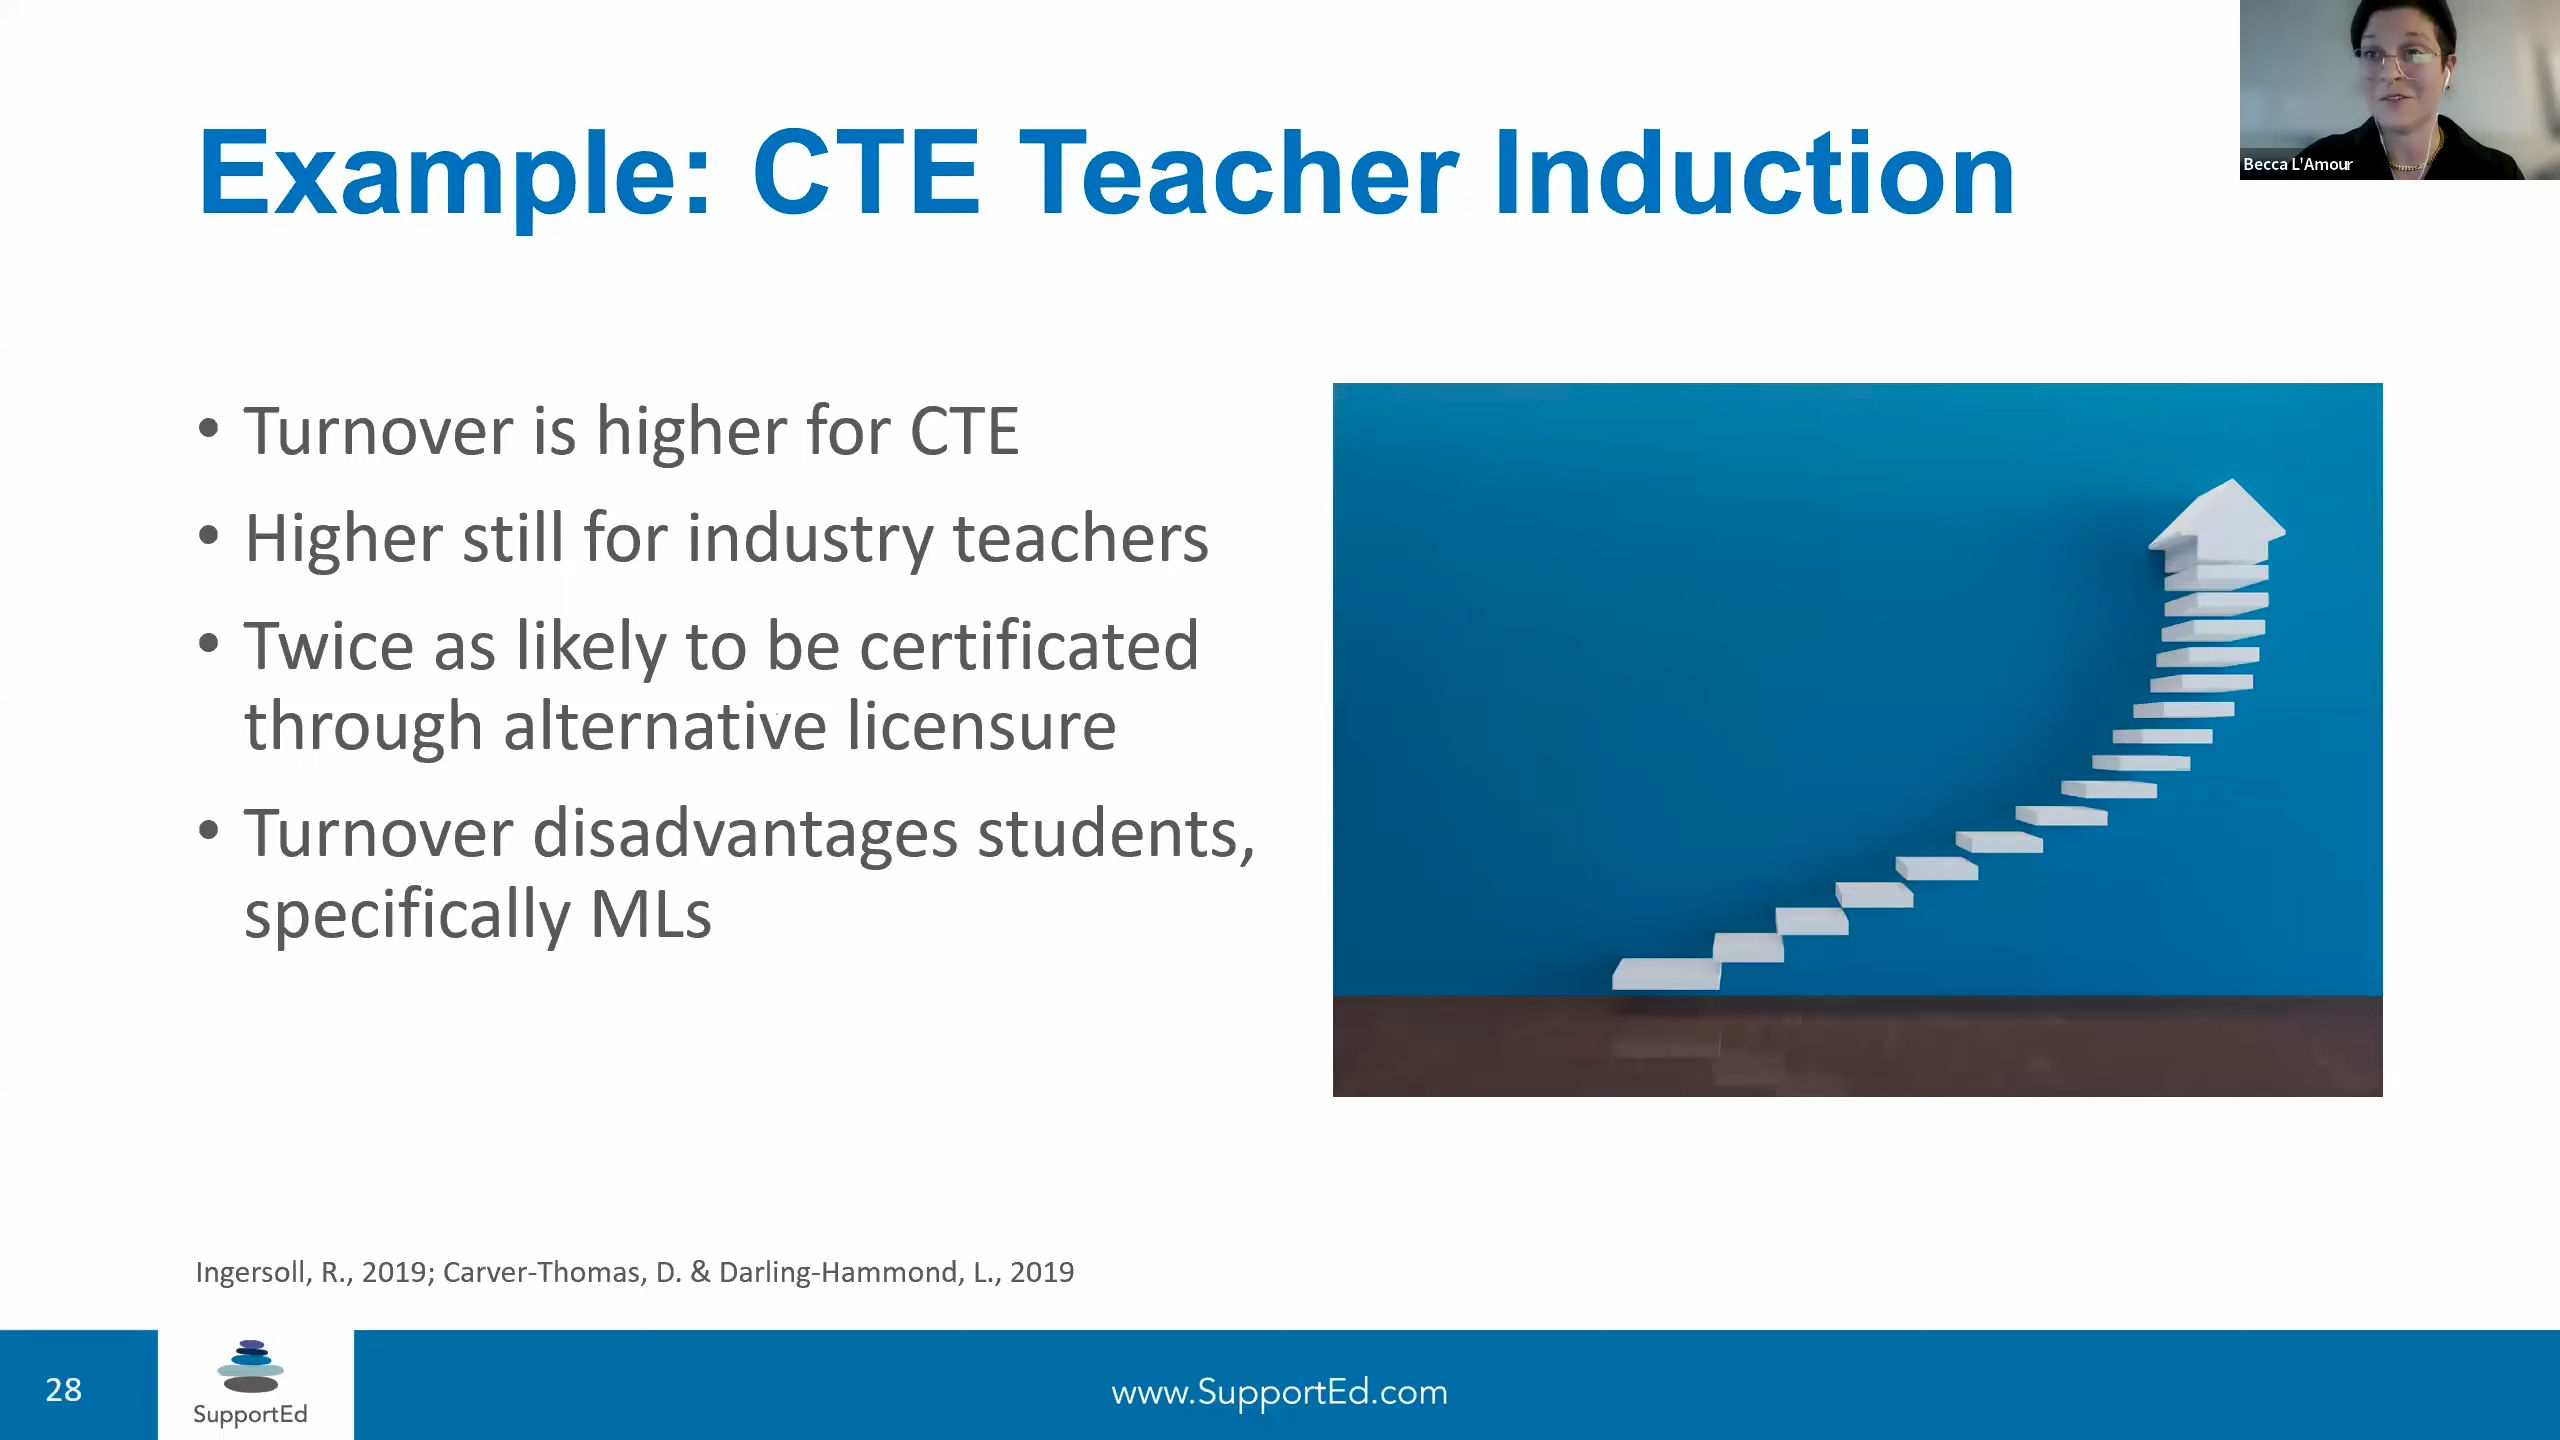 Example: CTE Teacher Induction
Becca L'Amour
• Turnover is higher for CTE
• Higher still for industry teachers
• Twice as likely to be certificated
through alternative licensure
• Turnover disadvantages students,
specifically MLs
Ingersoll, R., 2019; Carver-Thomas, D. & Darling-Hammond, L., 2019
28
SupportEd
www.SupportEd.com